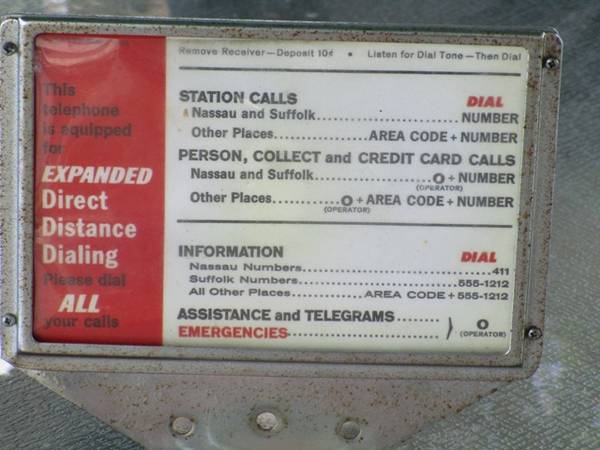 Remove Receiver—Deposit 10¢ • Listen for Dial Tone—Then Dial
This
telephone
is equipped
for
EXPANDED
Direct
Distance
Dialing
Please dial
ALL
your calls
STATION CALLS DIAL
Nassau and Suffolk..............................NUMBER
Other Places....................AREA CODE + NUMBER
PERSON, COLLECT and CREDIT CARD CALLS
Nassau and Suffolk........................O + NUMBER
(OPERATOR)
Other Places............O + AREA CODE + NUMBER
(OPERATOR)
INFORMATION DIAL
Nassau Numbers........................................411
Suffolk Numbers..............................555-1212
All Other Places................AREA CODE + 555-1212
ASSISTANCE and TELEGRAMS........
EMERGENCIES.............................. ) O
(OPERATOR)